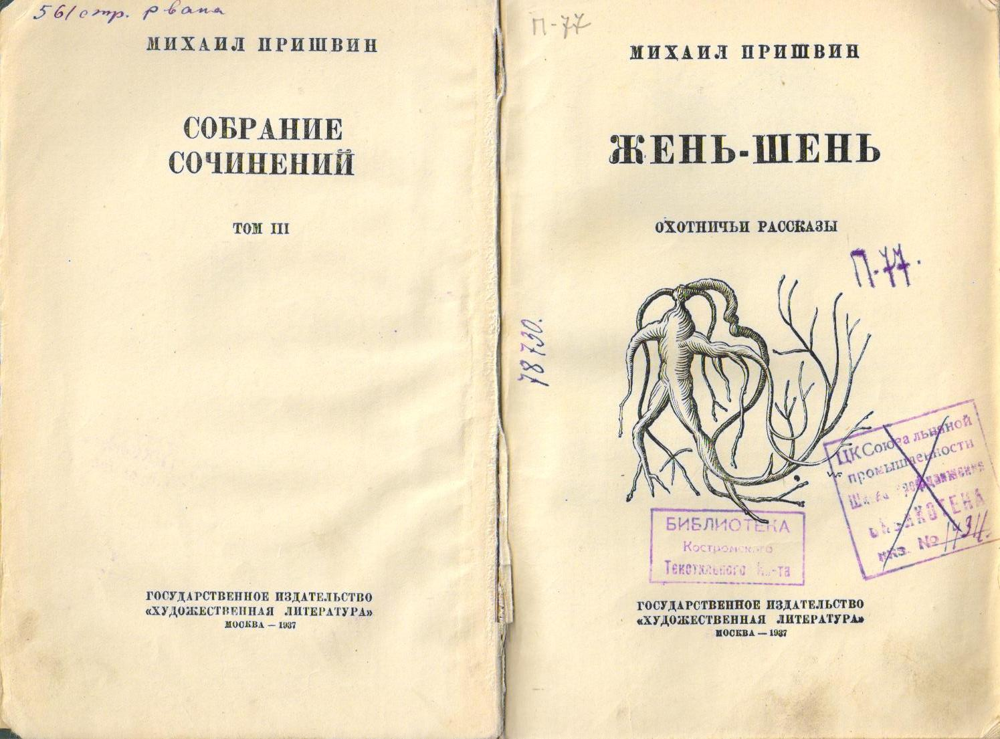 561 стр. рвана
МИХАИЛ ПРИШВИН
СОБРАНИЕ
СОЧИНЕНИЙ
ТОМ III
ГОСУДАРСТВЕННОЕ ИЗДАТЕЛЬСТВО
«ХУДОЖЕСТВЕННАЯ ЛИТЕРАТУРА»
МОСКВА — 1937
П-77
МИХАИЛ ПРИШВИН
ЖЕНЬ-ШЕНЬ
ОХОТНИЧЬИ РАССКАЗЫ
П-77.
78730.
ЦК Союза льняной
промышленности
БИБЛИОТЕКА
инв. №
БИБЛИОТЕКА
Костромского
Текстильного Ин-та
ГОСУДАРСТВЕННОЕ ИЗДАТЕЛЬСТВО
«ХУДОЖЕСТВЕННАЯ ЛИТЕРАТУРА»
МОСКВА — 1937